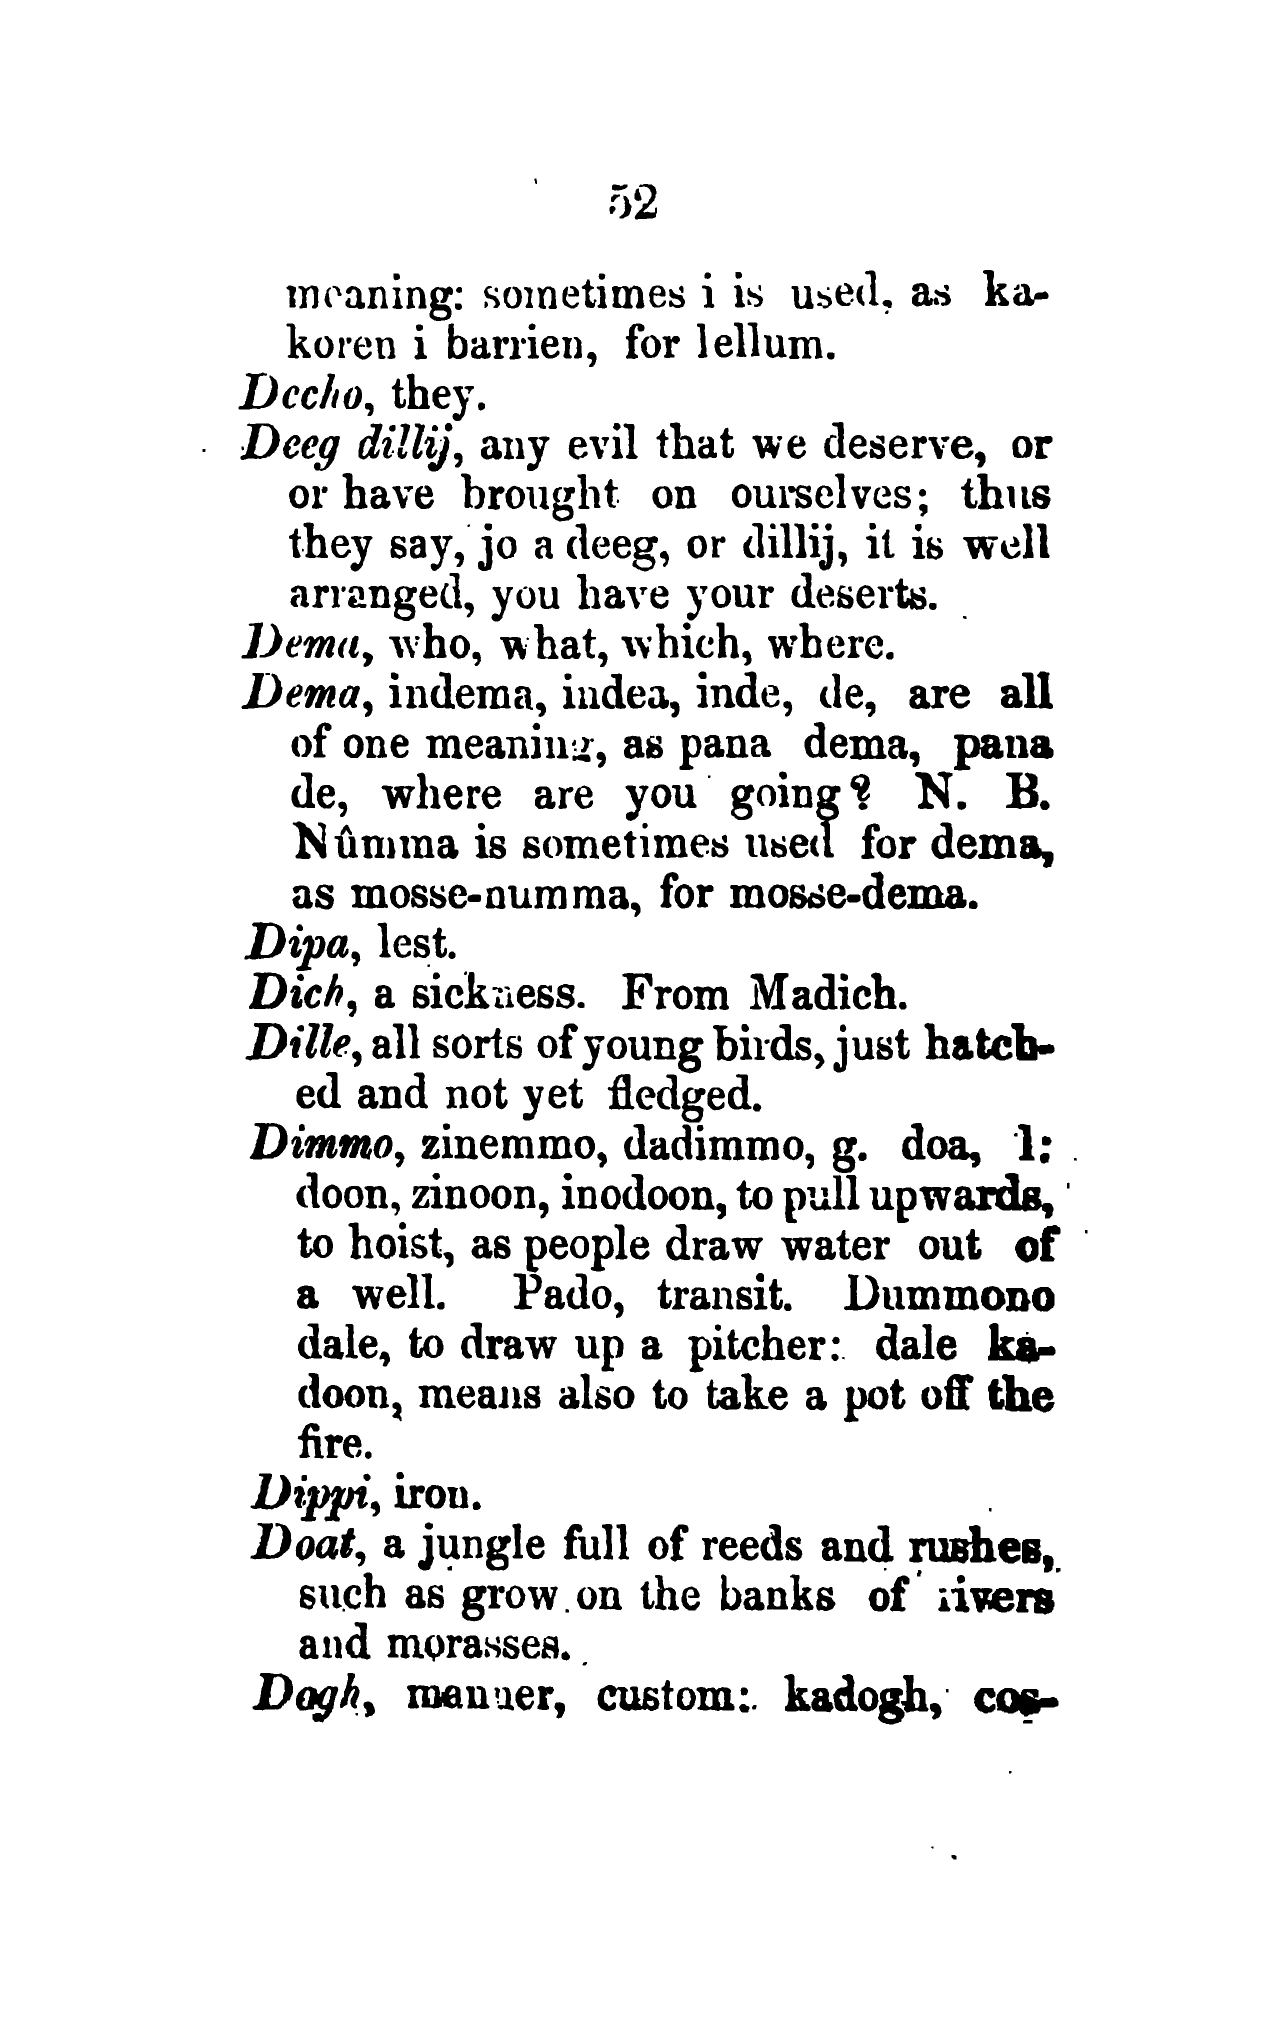 52
meaning: sometimes i is used, as ka-
koren i barrien, for lellum.
Decho, they.
Deeg dillij, any evil that we deserve, or
or have brought on ourselves; thus
they say, jo a deeg, or dillij, it is well
arranged, you have your deserts.
Dema, who, what, which, where.
Dema, indema, indea, inde, de, are all
of one meaning, as pana dema, pana
de, where are you going? N. B.
Nûmma is sometimes used for dema,
as mosse-numma, for mosse-dema.
Dipa, lest.
Dich, a sickness. From Madich.
Dille, all sorts of young birds, just hatch-
ed and not yet fledged.
Dimmo, zinemmo, dadimmo, g. doa, l:
doon, zinoon, inodoon, to pull upwards,
to hoist, as people draw water out of
a well. Pado, transit. Dummono
dale, to draw up a pitcher: dale ka-
doon, means also to take a pot off the
fire.
Dippi, iron.
Doat, a jungle full of reeds and rushes,
such as grow on the banks of rivers
and morasses.
Dogh, manner, custom: kadogh, cos-